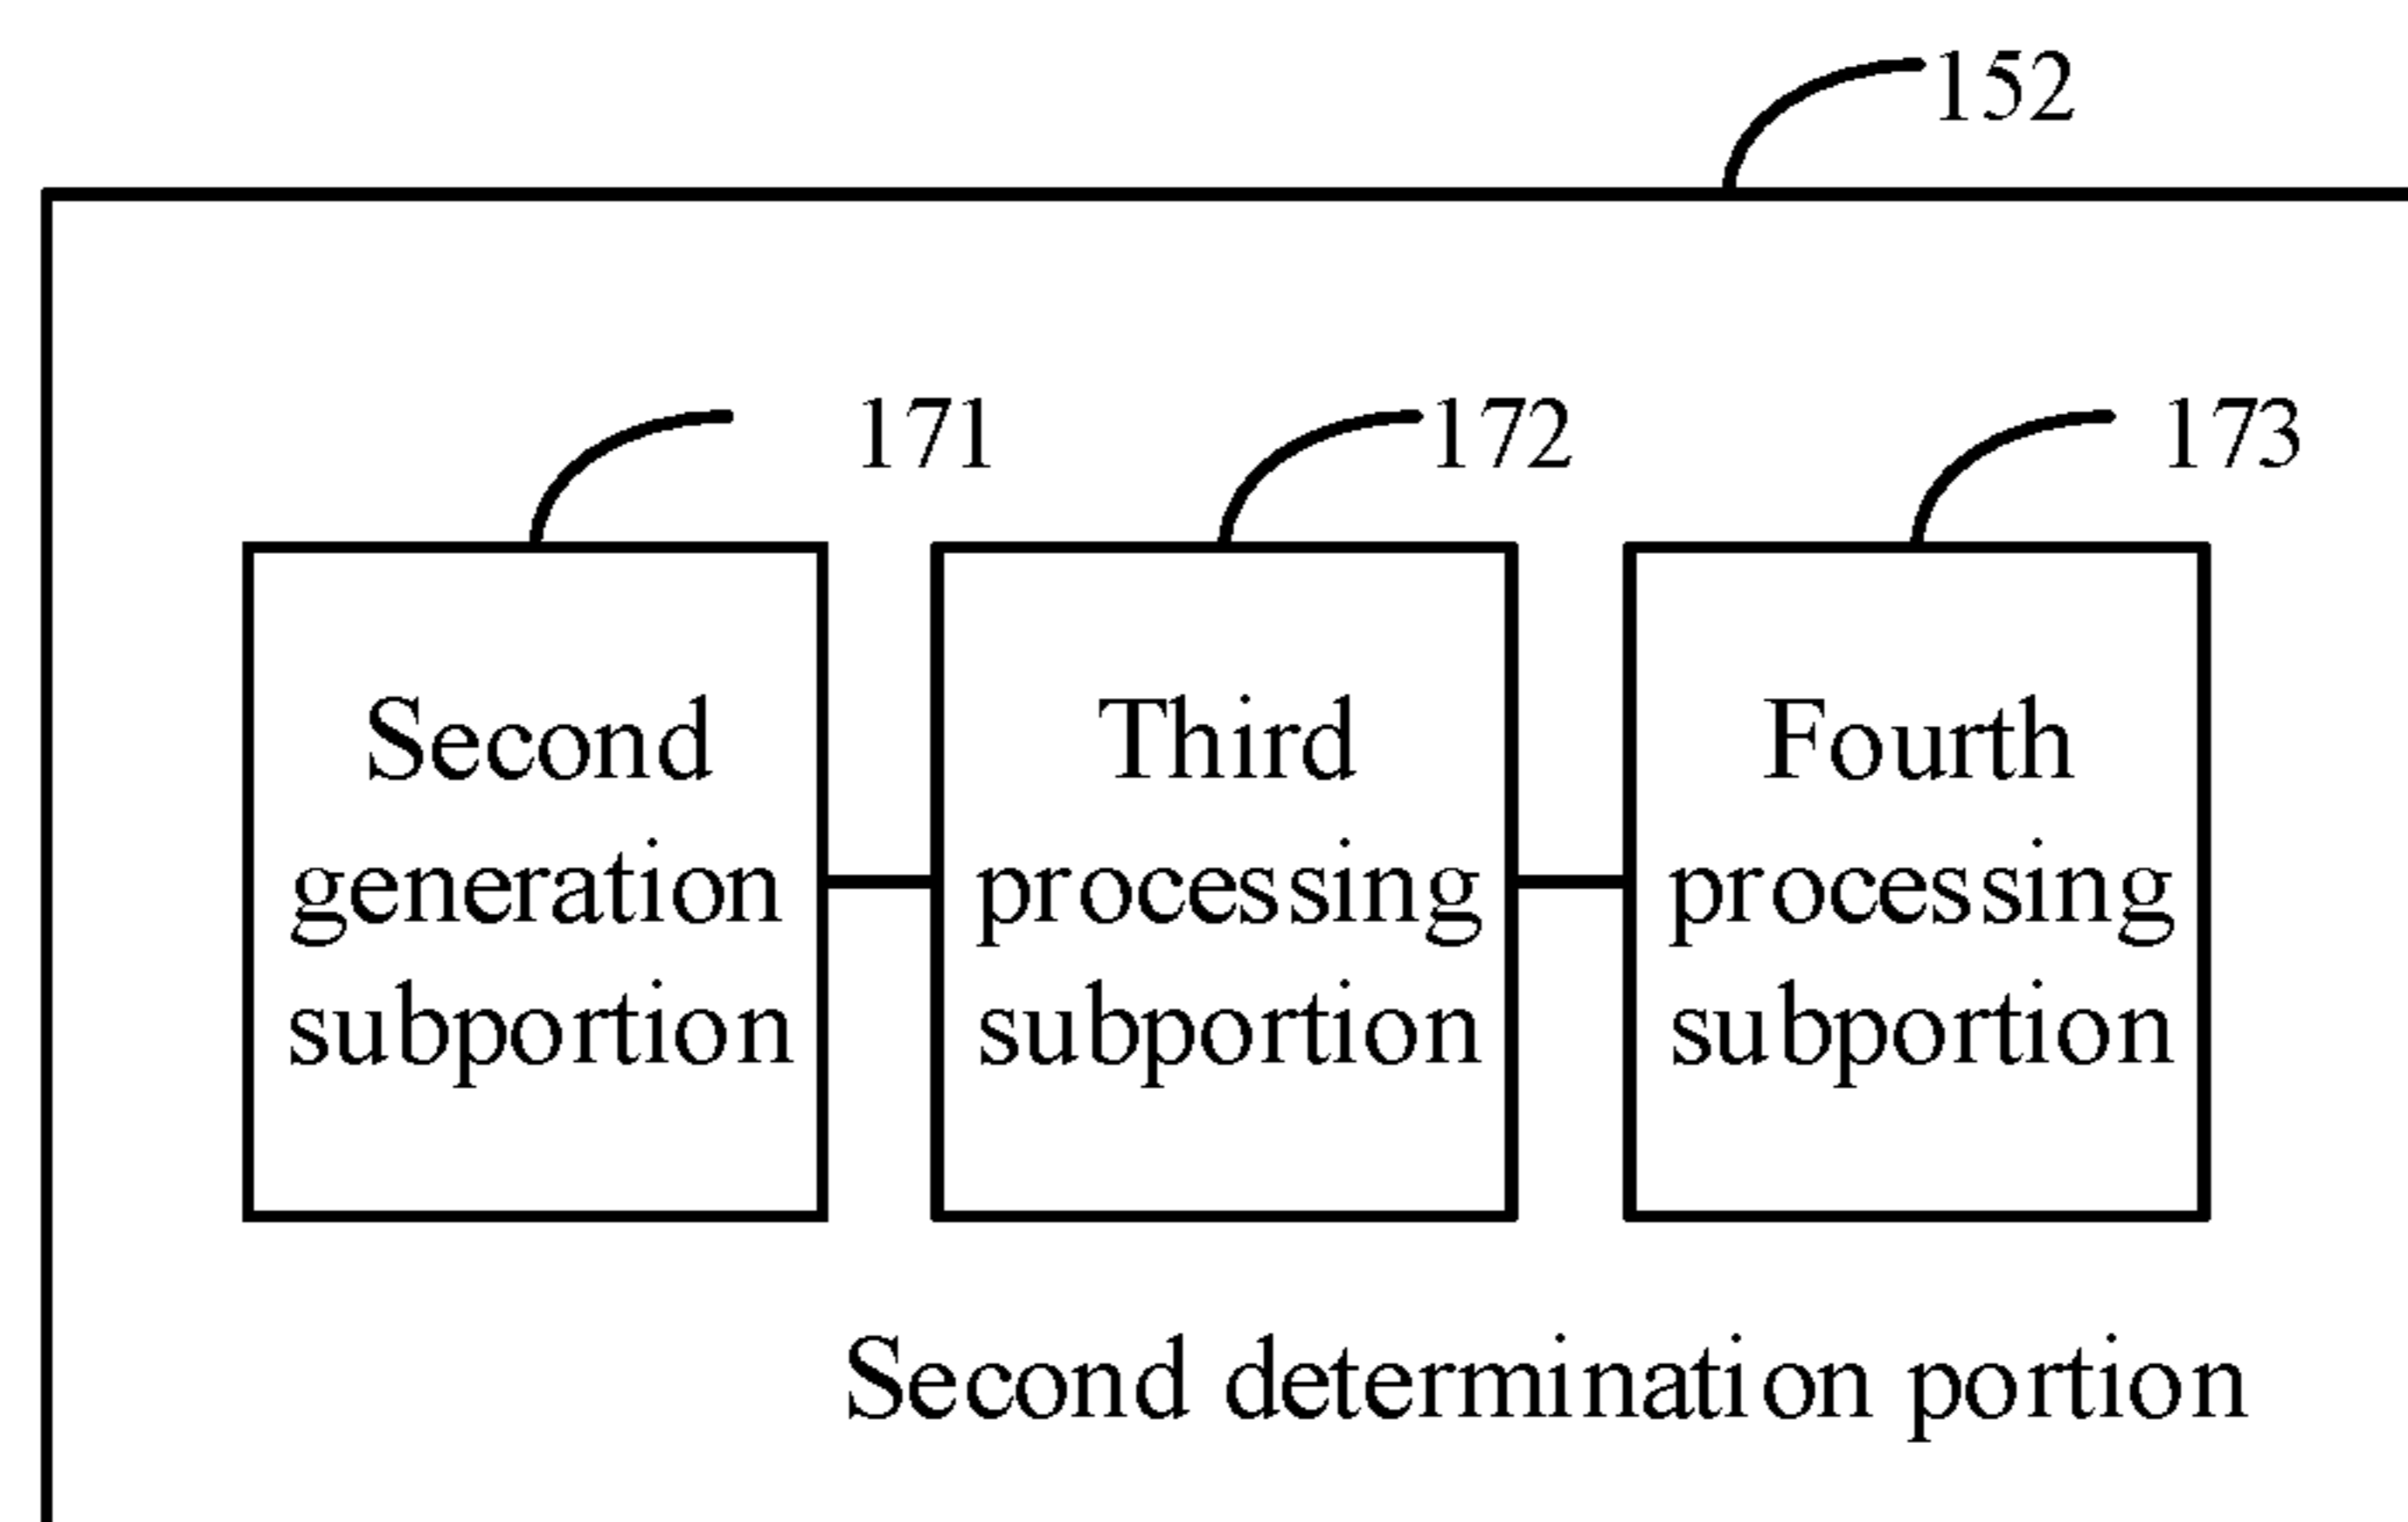 152
171
172
173
Second
generation
subportion
Third
processing
subportion
Fourth
processing
subportion
Second determination portion